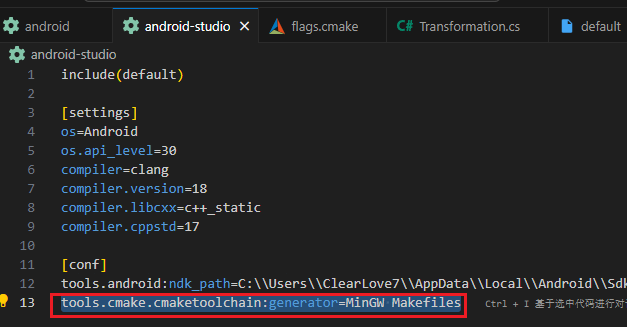 android
android-studio
flags.cmake
C# Transformation.cs
default
android-studio
1 include(default)
2
3 [settings]
4 os=Android
5 os.api_level=30
6 compiler=clang
7 compiler.version=18
8 compiler.libcxx=c++_static
9 compiler.cppstd=17
10
11 [conf]
12 tools.android:ndk_path=C:\\Users\\ClearLove7\\AppData\\Local\\Android\\Sdk
13 tools.cmake.cmaketoolchain:generator=MinGW Makefiles
Ctrl + I 基于选中代码进行对